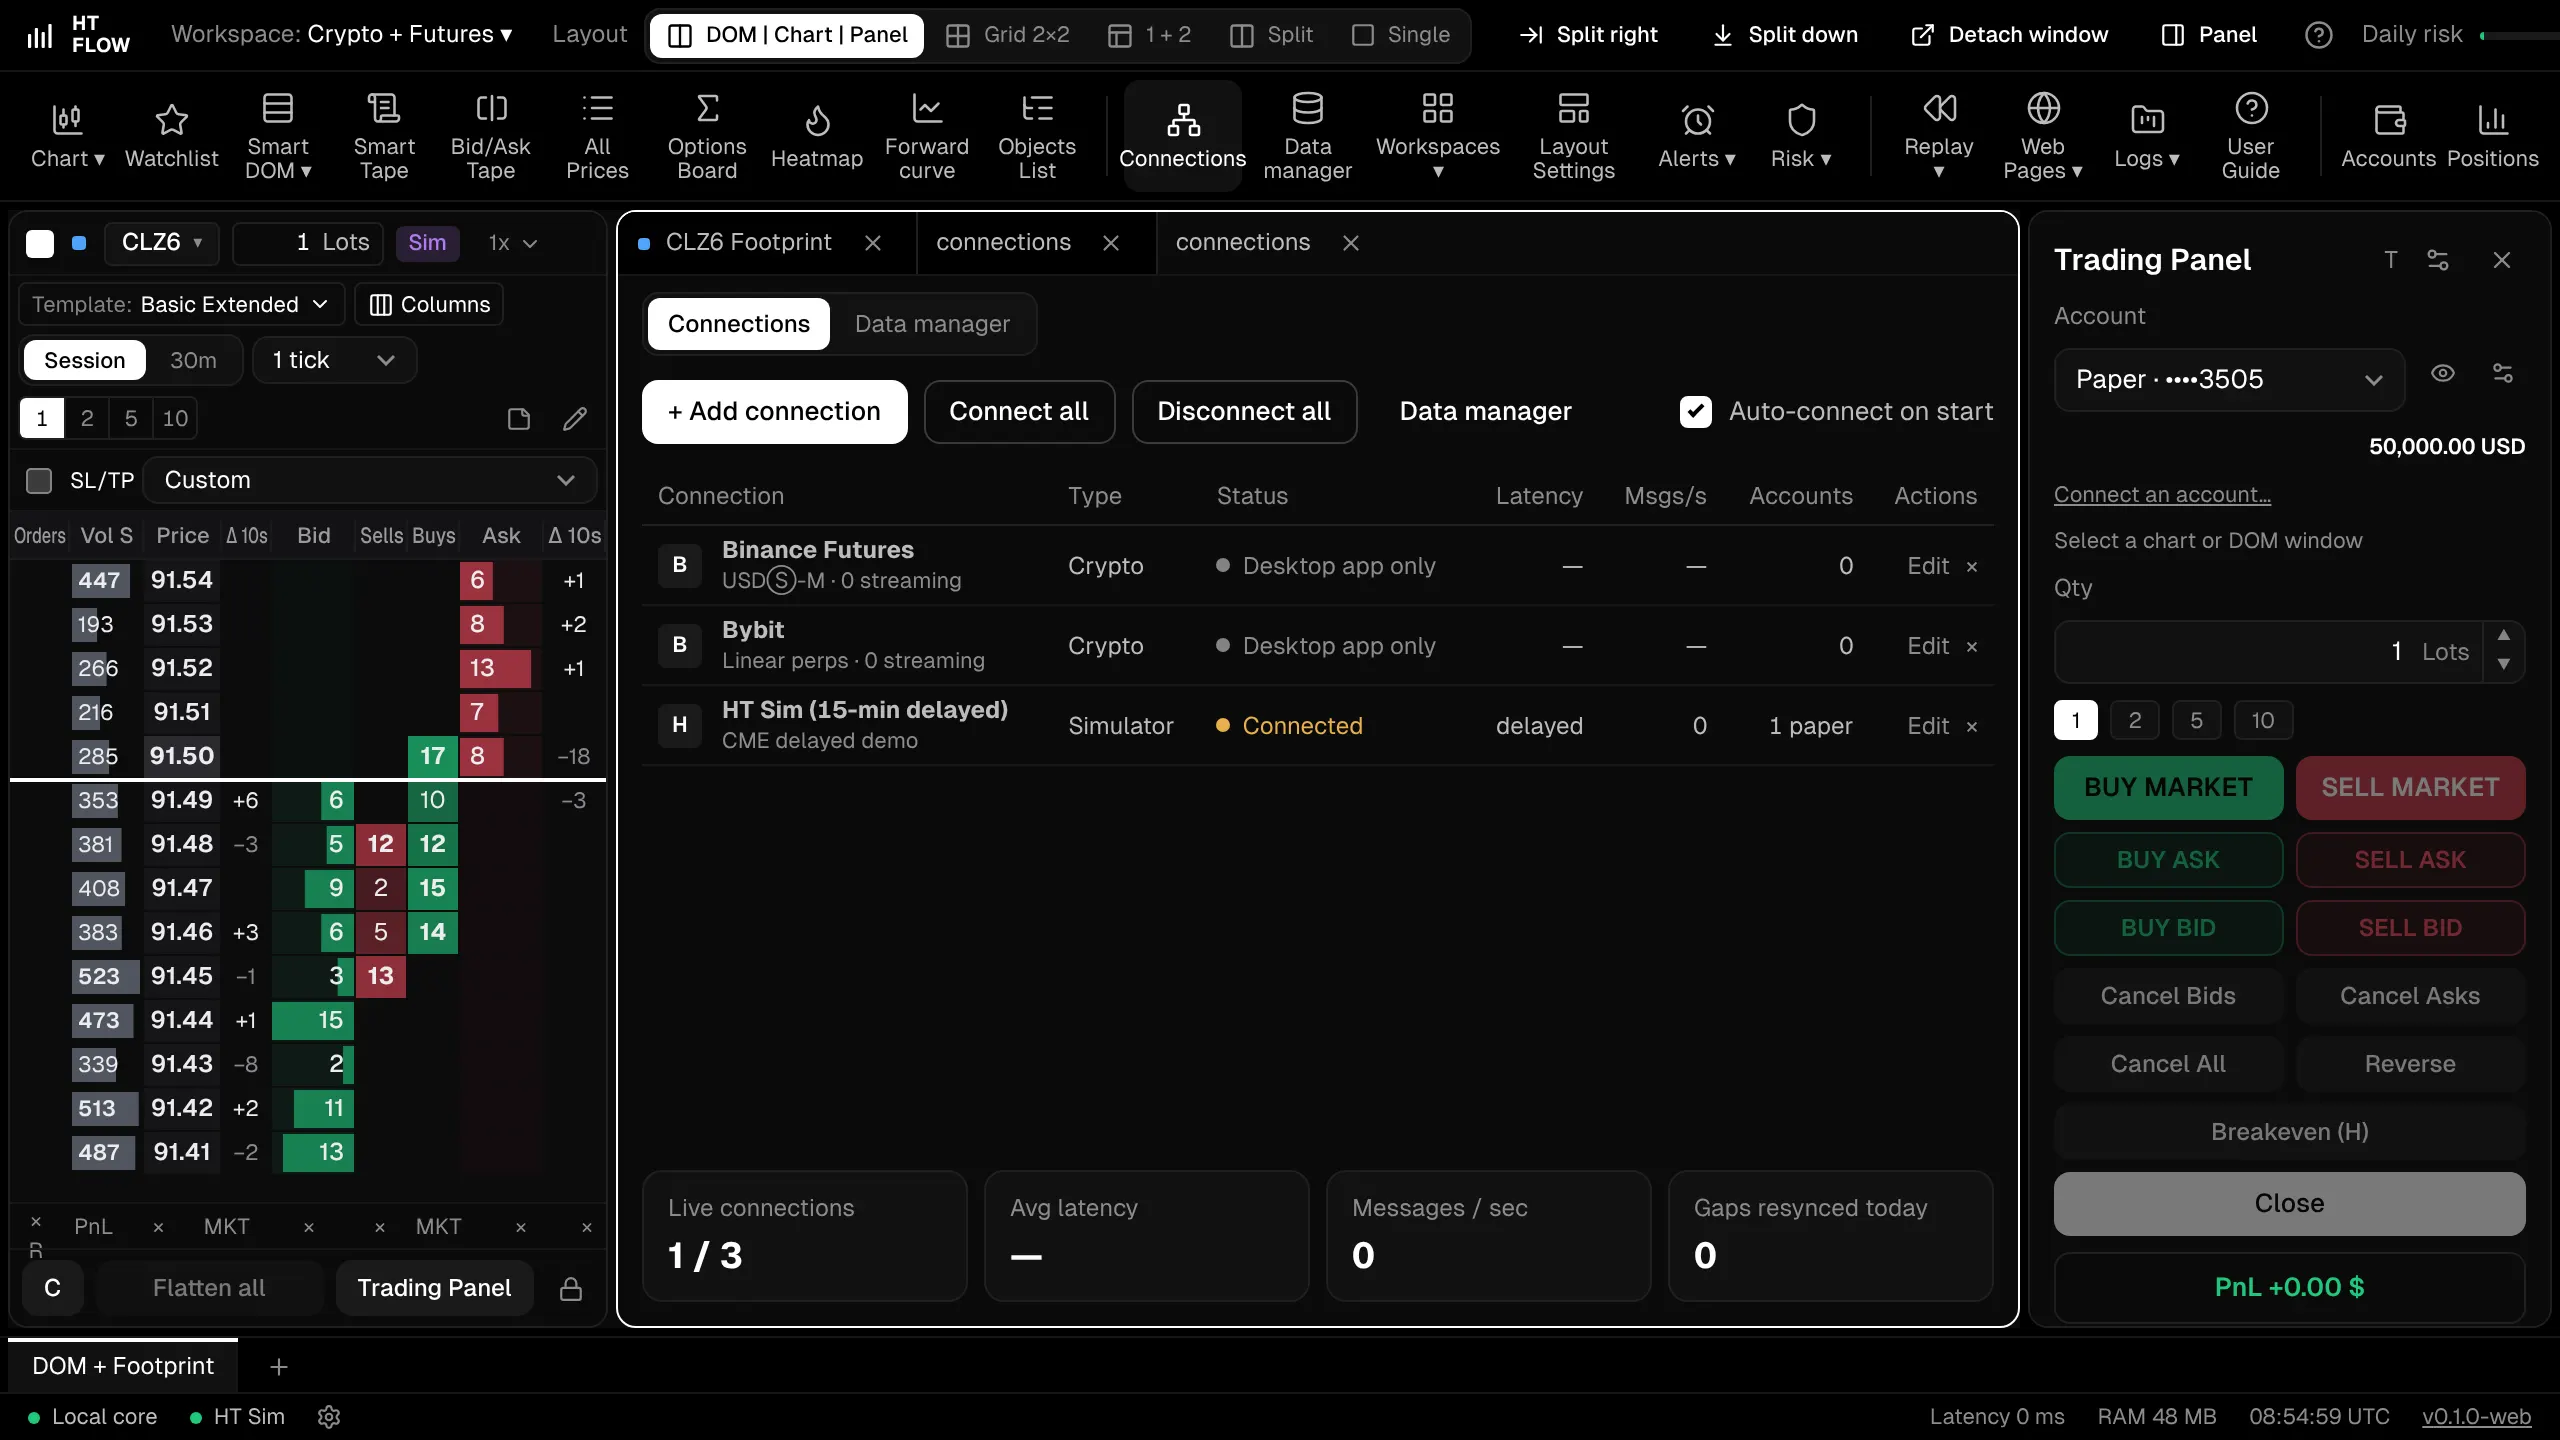 HT FLOW
Workspace: Crypto + Futures ▾
Layout
DOM | Chart | Panel
Grid 2×2
1 + 2
Split
Single
Split right
Split down
Detach window
Panel
Daily risk
Chart ▾
Watchlist
Smart DOM ▾
Smart Tape
Bid/Ask Tape
All Prices
Options Board
Heatmap
Forward curve
Objects List
Connections
Data manager
Workspaces ▾
Layout Settings
Alerts ▾
Risk ▾
Replay ▾
Web Pages ▾
Logs ▾
User Guide
Accounts
Positions
CLZ6 ▾
1 Lots
Sim
1x
Template: Basic Extended
Columns
Session
30m
1 tick
1 2 5 10
SL/TP
Custom
Orders Vol S Price Δ 10s Bid Sells Buys Ask Δ 10s
447 91.54 6 +1
193 91.53 8 +2
266 91.52 13 +1
216 91.51 7
285 91.50 17 8 −18
353 91.49 +6 6 10 −3
381 91.48 −3 5 12 12
408 91.47 9 2 15
383 91.46 +3 6 5 14
523 91.45 −1 3 13
473 91.44 +1 15
339 91.43 −8 2
513 91.42 +2 11
487 91.41 −2 13
× PnL × MKT × × MKT × ×
C
Flatten all
Trading Panel
CLZ6 Footprint ×
connections ×
connections ×
Connections
Data manager
+ Add connection
Connect all
Disconnect all
Data manager
Auto-connect on start
Connection Type Status Latency Msgs/s Accounts Actions
B Binance Futures Crypto Desktop app only — — 0 Edit ×
USDⓈ-M · 0 streaming
B Bybit Crypto Desktop app only — — 0 Edit ×
Linear perps · 0 streaming
H HT Sim (15-min delayed) Simulator Connected delayed 0 1 paper Edit ×
CME delayed demo
Live connections
1 / 3
Avg latency
—
Messages / sec
0
Gaps resynced today
0
Trading Panel
T
Account
Paper · ••••3505
50,000.00 USD
Connect an account…
Select a chart or DOM window
Qty
1 Lots
1 2 5 10
BUY MARKET
SELL MARKET
BUY ASK
SELL ASK
BUY BID
SELL BID
Cancel Bids
Cancel Asks
Cancel All
Reverse
Breakeven (H)
Close
PnL +0.00 $
DOM + Footprint
+
Local core
HT Sim
Latency 0 ms
RAM 48 MB
08:54:59 UTC
v0.1.0-web